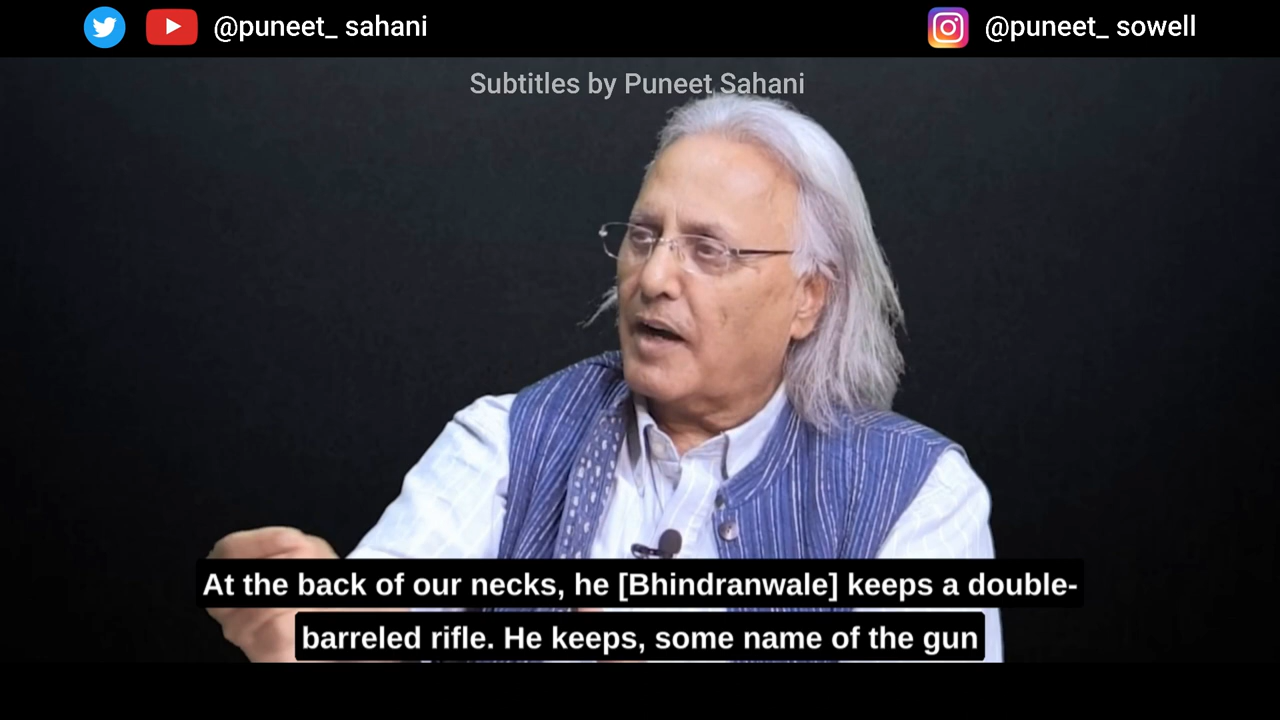 @puneet_ sahani
@puneet_ sowell
Subtitles by Puneet Sahani
At the back of our necks, he [Bhindranwale] keeps a double-
barreled rifle. He keeps, some name of the gun